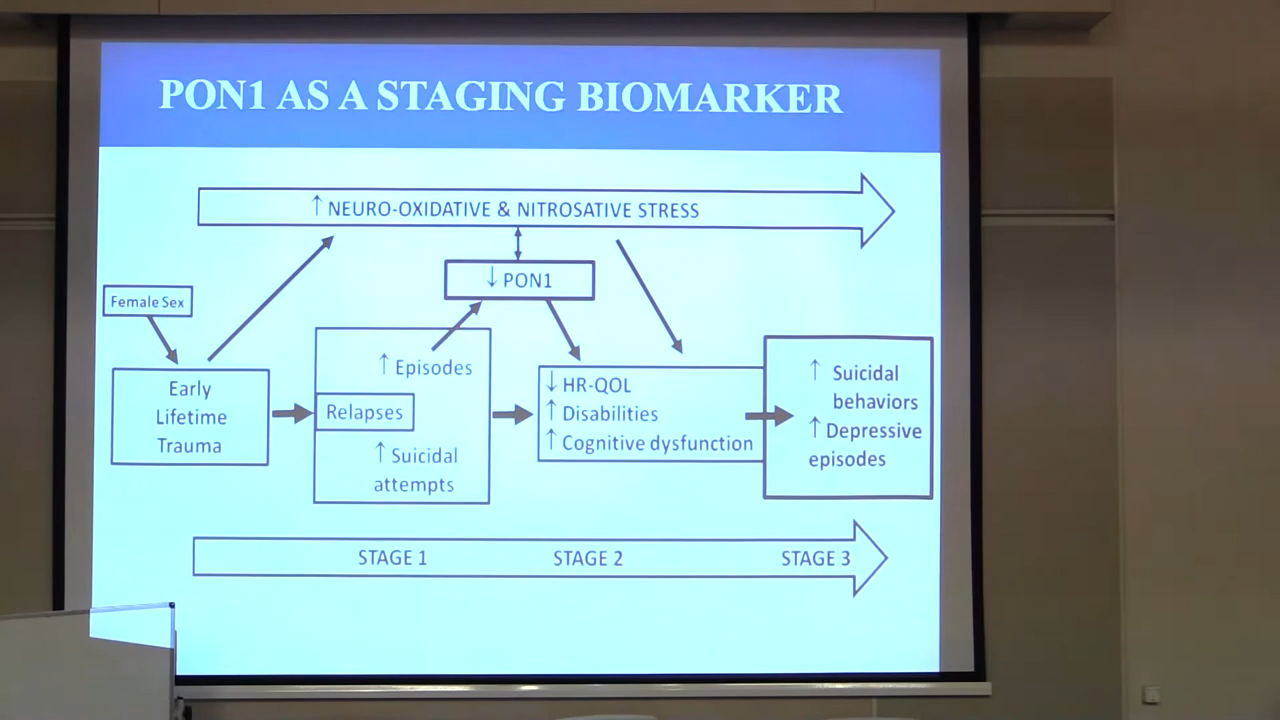 PON1 AS A STAGING BIOMARKER
↑ NEURO-OXIDATIVE & NITROSATIVE STRESS
↓ PON1
Female Sex
Early
Lifetime
Trauma
↑ Episodes
Relapses
↑ Suicidal
attempts
↓ HR-QOL
↑ Disabilities
↑ Cognitive dysfunction
↑ Suicidal
behaviors
↑ Depressive
episodes
STAGE 1
STAGE 2
STAGE 3